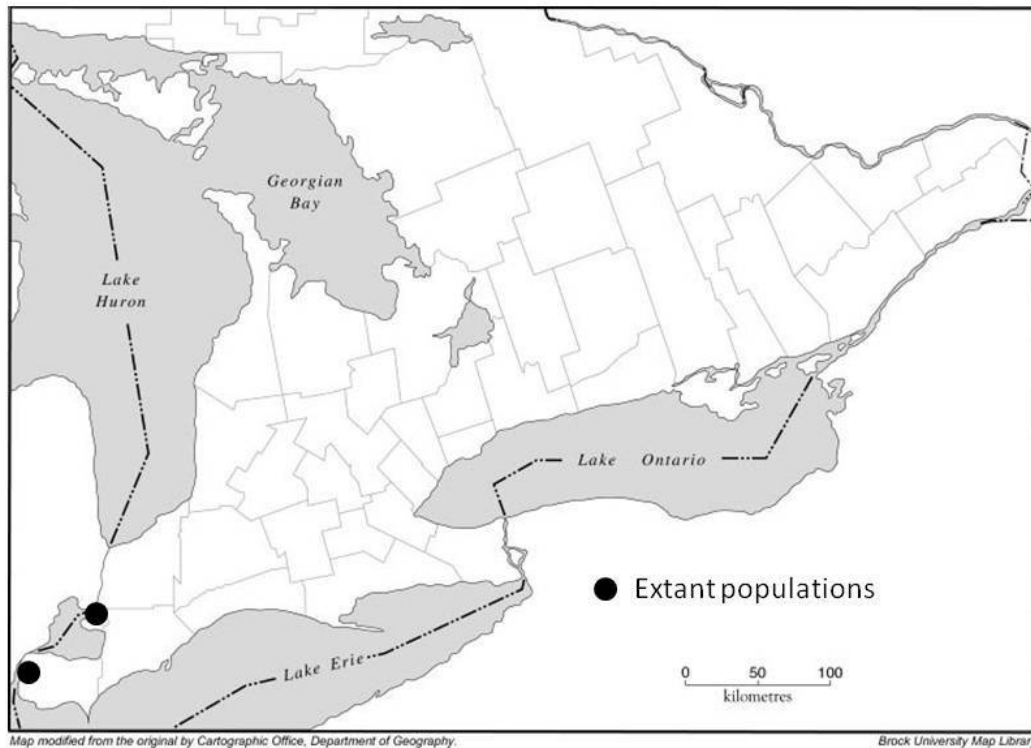 Georgian
Bay
Lake
Huron
Lake Ontario
Extant populations
Lake Erie
0 50 100
kilometres
Map modified from the original by Cartographic Office, Department of Geography.
Brock University Map Librar